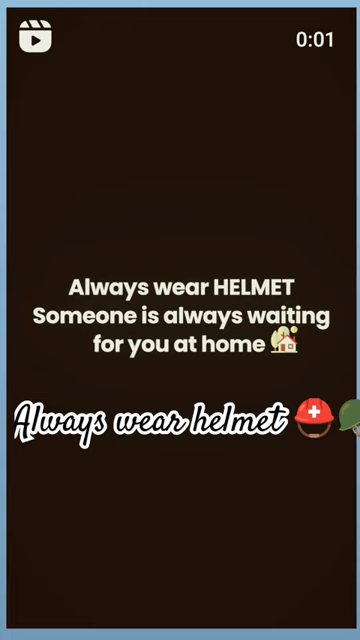 0:01
Always wear HELMET
Someone is always waiting
for you at home 🏡
Always wear helmet ⛑️🪖